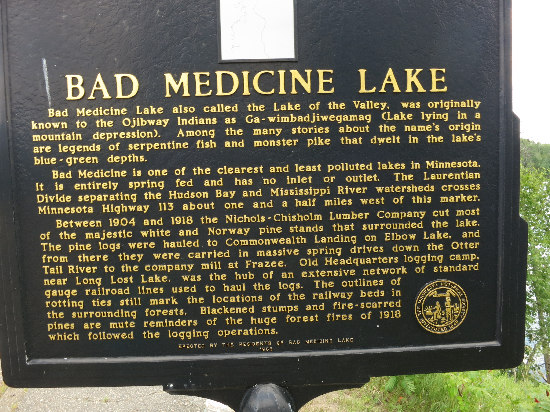 BAD MEDICINE LAKE
Bad Medicine Lake also called the Lake of the Valley, was originally
known to the Ojibway Indians as Ga-wimbadjiwegamag (Lake lying in a
mountain depression). Among the many stories about the name's origin
are legends of serpentine fish and monster pike that dwelt in the lake's
blue-green depths.
Bad Medicine is one of the clearest and least polluted lakes in Minnesota.
It is entirely spring fed and has no inlet or outlet. The Laurentian
Divide separating the Hudson Bay and Mississippi River watersheds crosses
Minnesota Highway 113 about one and a half miles west of this marker.
Between 1904 and 1918 the Nichols-Chisholm Lumber Company cut most
of the majestic white and Norway pine stands that surrounded the lake.
The pine logs were hauled to Commonwealth Landing on Elbow Lake, and
from there they were carried in massive spring drives down the Otter
Tail River to the company mill at Frazee. Old Headquarters logging camp,
near Long Lost Lake, was the hub of an extensive network of standard
gauge railroad lines used to haul the logs. The outlines of
rotting ties still mark the locations of the railway beds in
the surrounding forests. Blackened stumps and fire-scarred
pines are mute reminders of the huge forest fires of 1918
which followed the logging operations.
ERECTED BY THE RESIDENTS OF BAD MEDICINE LAKE